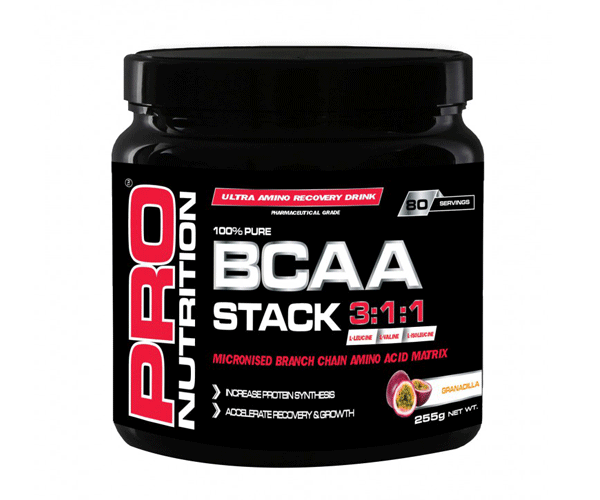 PRO
NUTRITION
ULTRA AMINO RECOVERY DRINK
PHARMACEUTICAL GRADE
80 SERVINGS
100% PURE
BCAA
STACK 3:1:1
L-LEUCINE L-VALINE L-ISOLEUCINE
MICRONISED BRANCH CHAIN AMINO ACID MATRIX
INCREASE PROTEIN SYNTHESIS
ACCELERATE RECOVERY & GROWTH
GRANADILLA
255g NET WT.